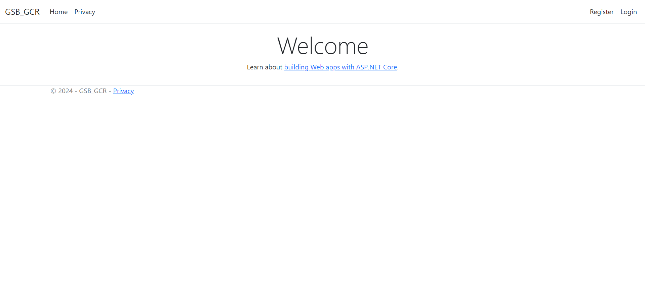 GSB_GCR Home Privacy Register Login
Welcome
Learn about building Web apps with ASP.NET Core.
© 2024 - GSB_GCR - Privacy